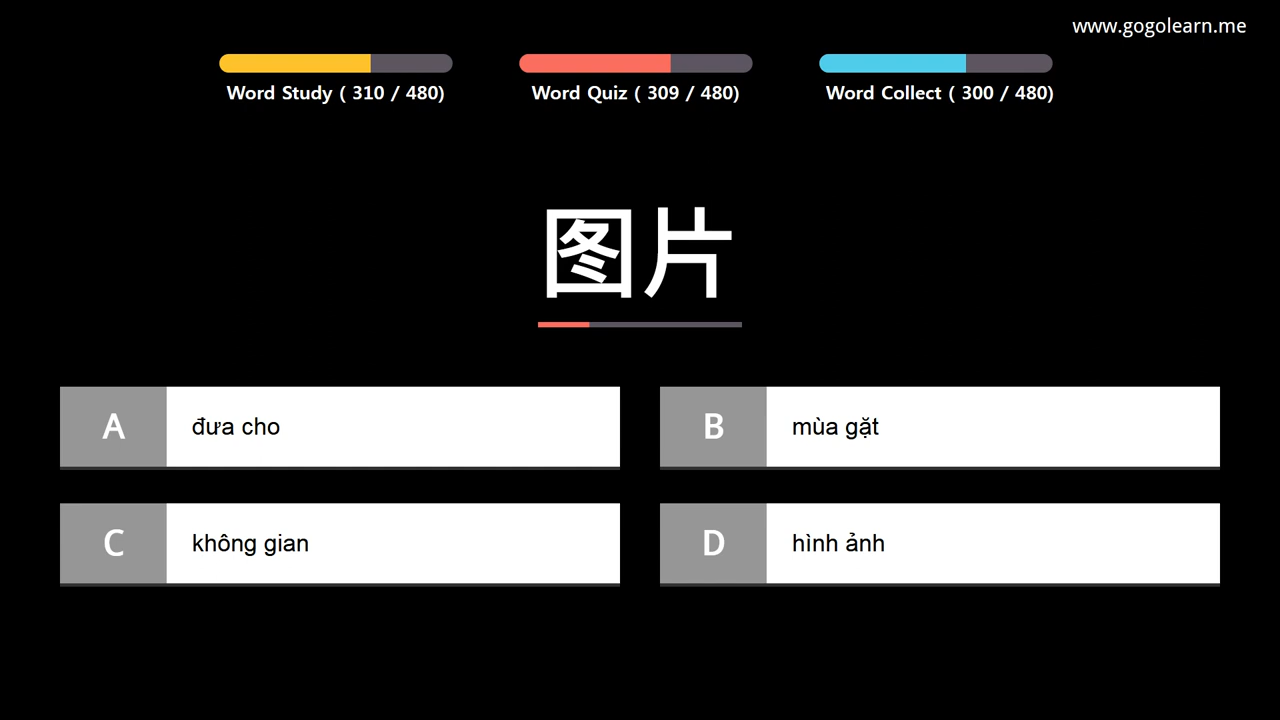 www.gogolearn.me
Word Study ( 310 / 480)
Word Quiz ( 309 / 480)
Word Collect ( 300 / 480)
图片
A đưa cho
B mùa gặt
C không gian
D hình ảnh